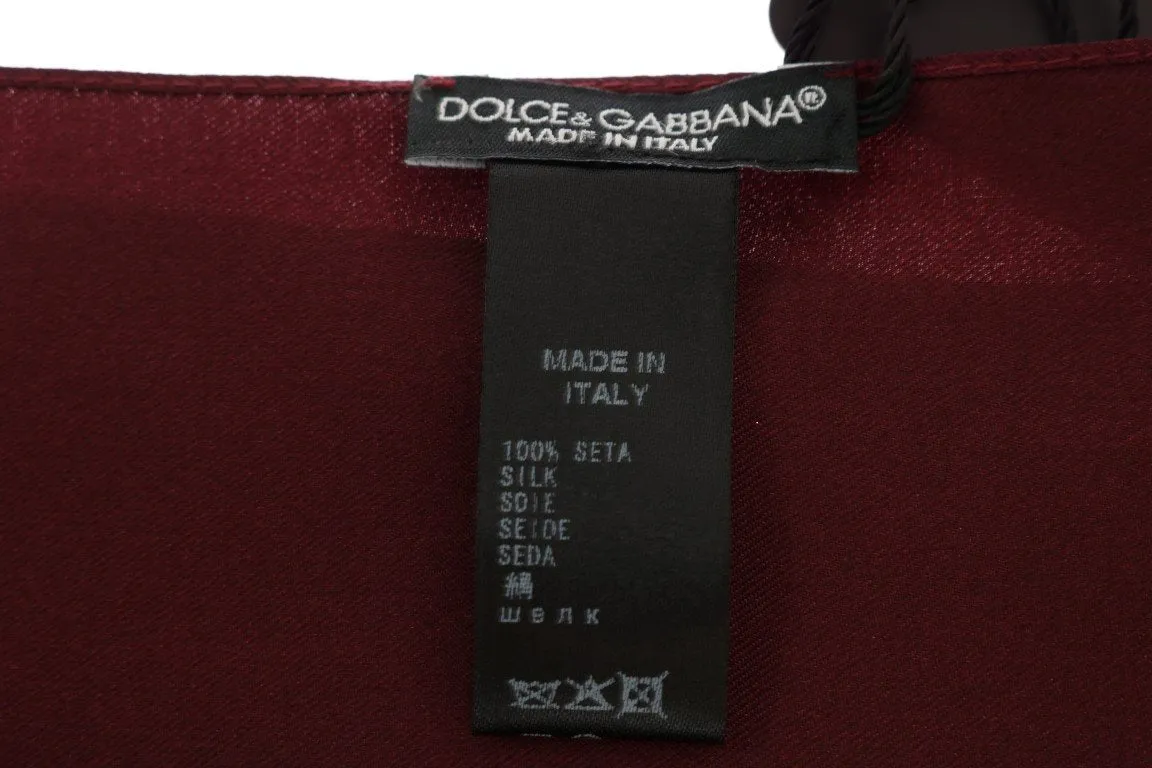 DOLCE & GABBANA®
MADE IN ITALY
MADE IN
ITALY
100% SETA
SILK
SOIE
SEIDE
SEDA
絹
шелк